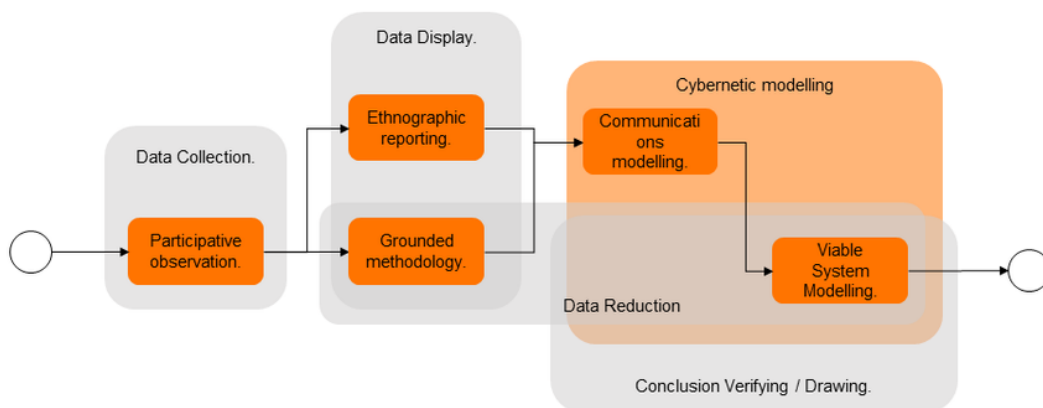 Data Display.
Cybernetic modelling
Ethnographic
reporting.
Communicati
ons
modelling.
Data Collection.
Participative
observation.
Grounded
methodology.
Viable
System
Modelling.
Data Reduction
Conclusion Verifying / Drawing.